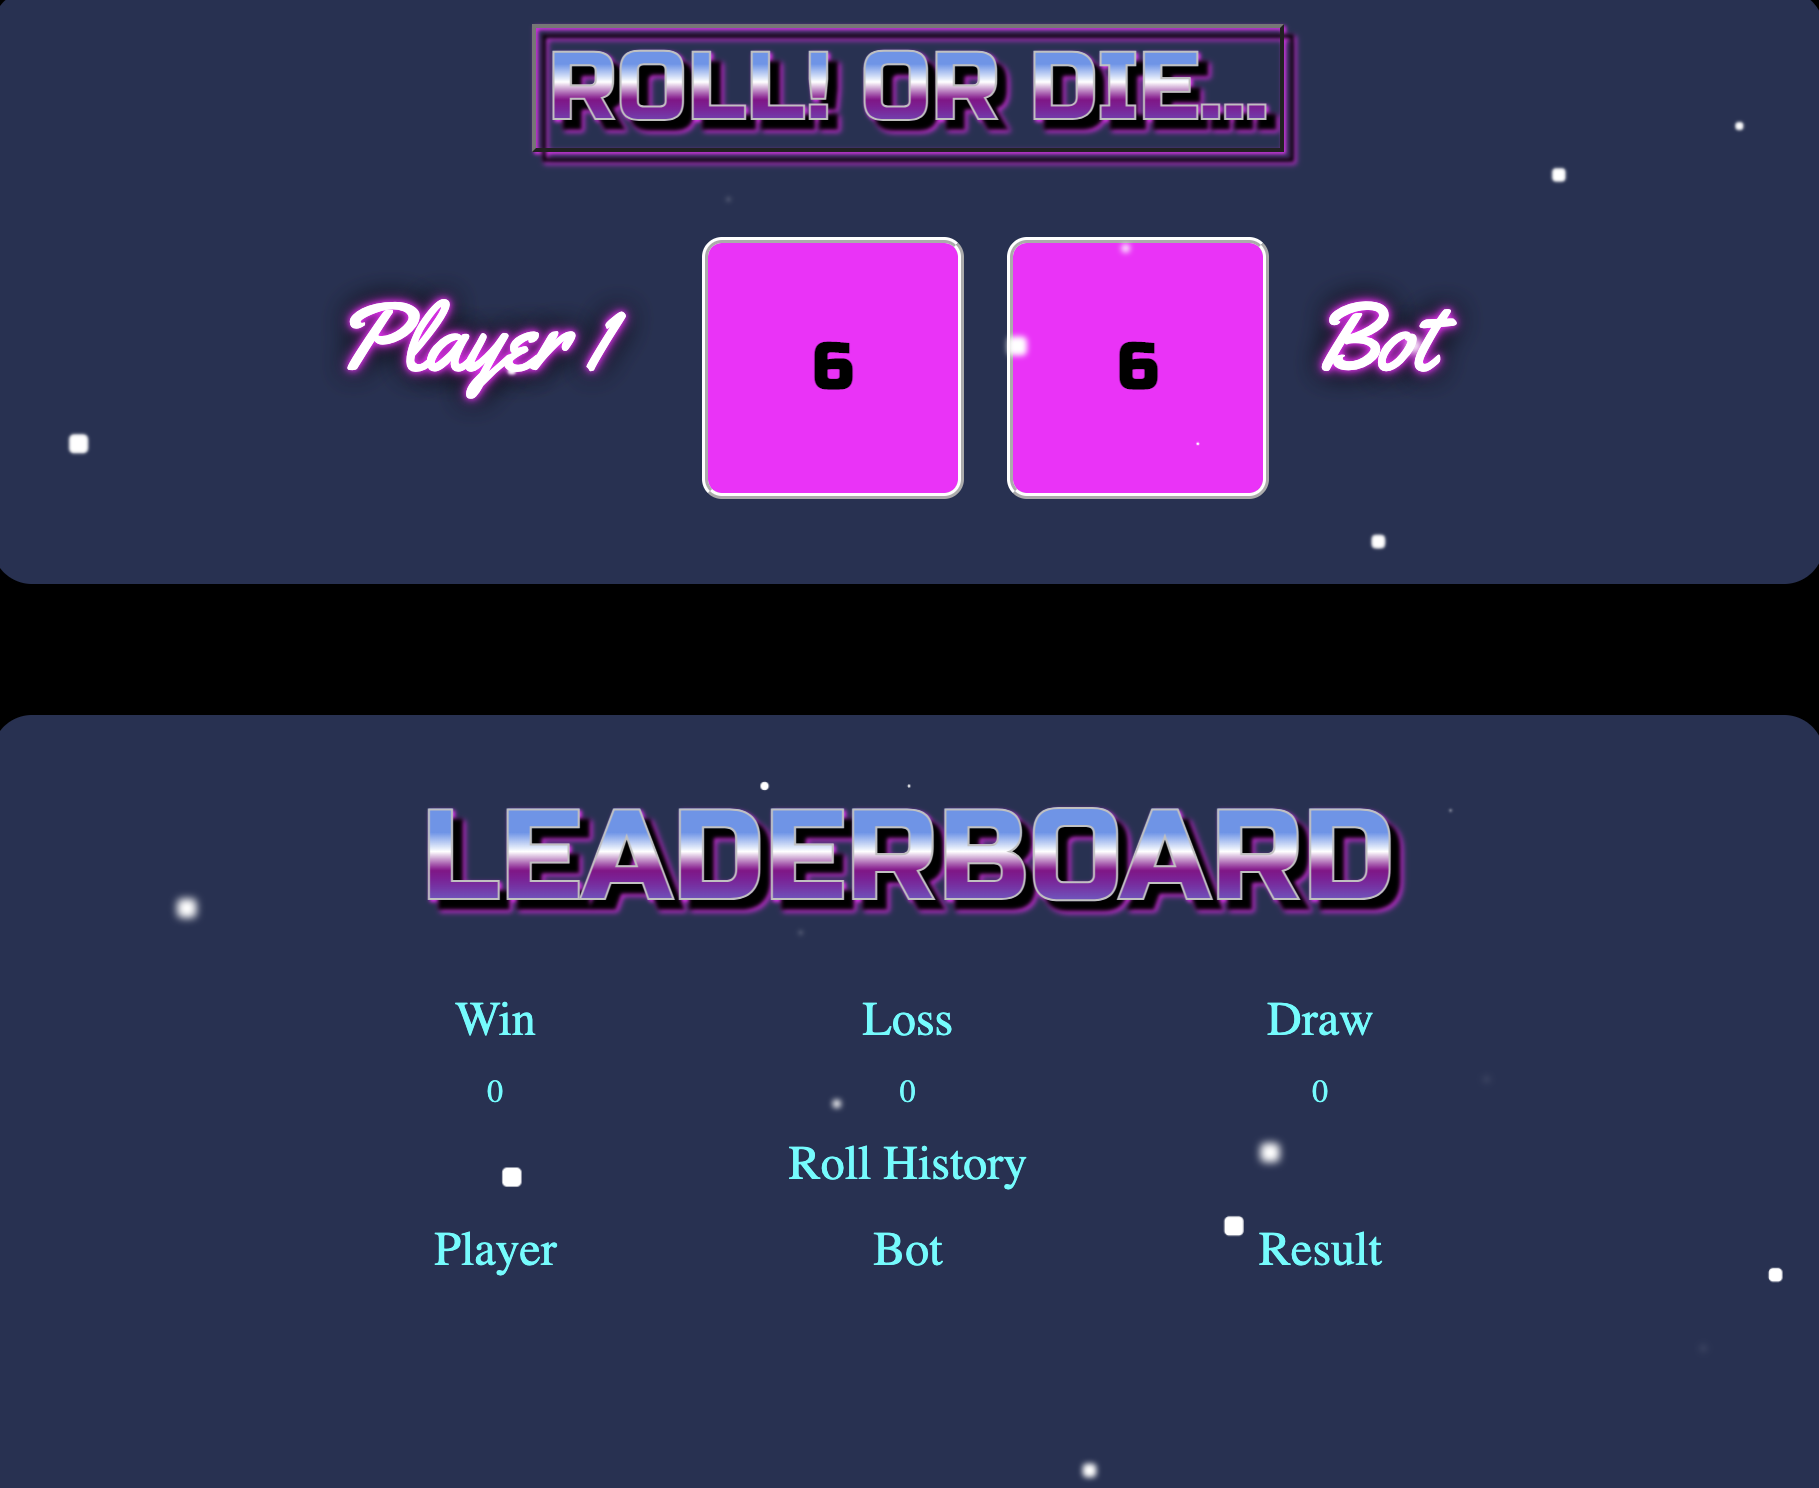 ROLL! OR DIE...
Player 1 6 6 Bot
LEADERBOARD
Win Loss Draw
0 0 0
Roll History
Player Bot Result